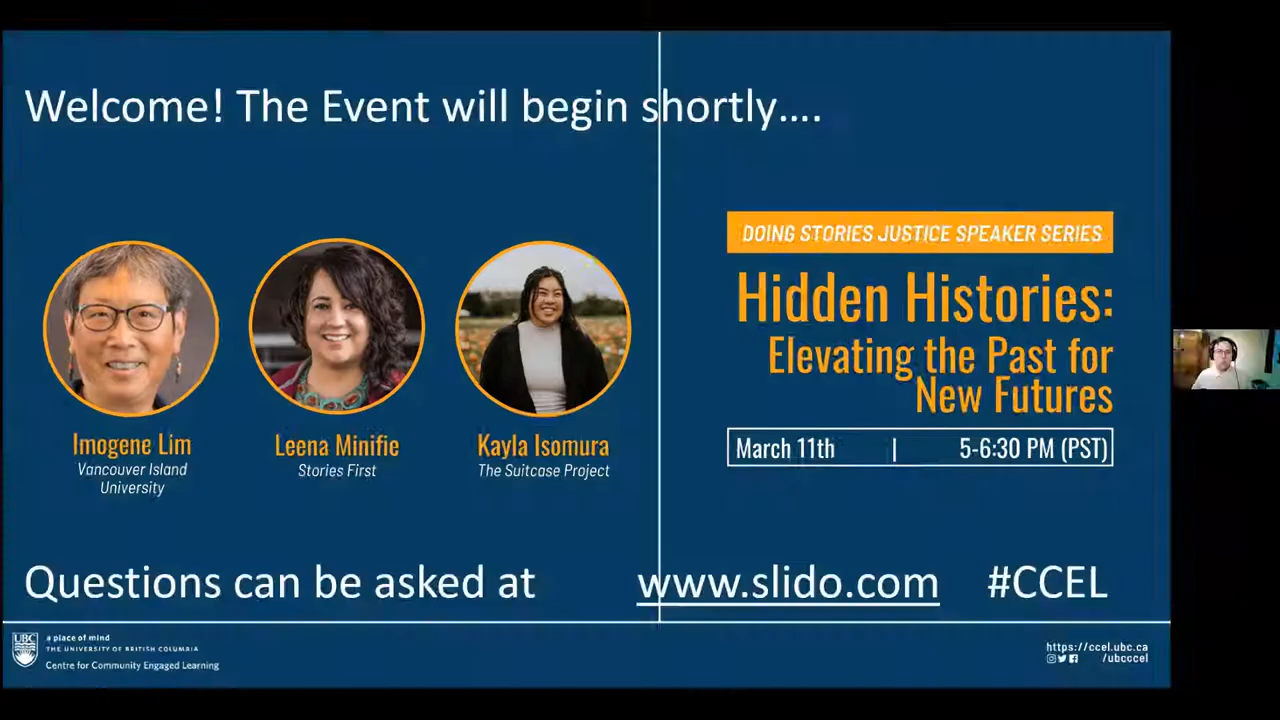 Welcome! The Event will begin shortly....
DOING STORIES JUSTICE SPEAKER SERIES
Hidden Histories:
Elevating the Past for
New Futures
March 11th | 5-6:30 PM (PST)
Imogene Lim
Vancouver Island
University
Leena Minifie
Stories First
Kayla Isomura
The Suitcase Project
Questions can be asked at www.slido.com #CCEL
UBC
a place of mind
THE UNIVERSITY OF BRITISH COLUMBIA
Centre for Community Engaged Learning
https://ccel.ubc.ca
/ubcccel